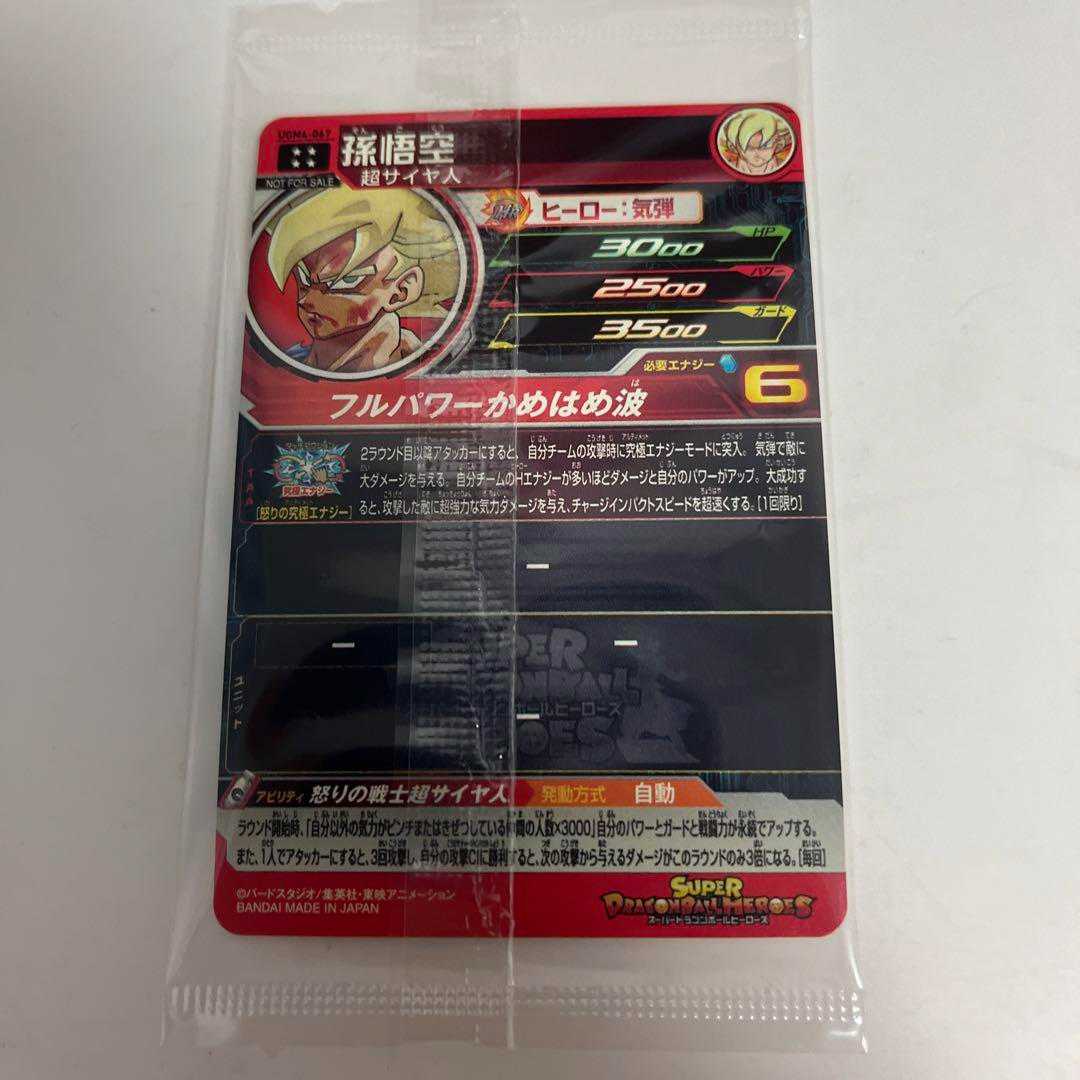 UGM6-067
孫悟空
NOT FOR SALE
超サイヤ人
ヒーロー:気弾
HP
3000
パワー
2500
ガード
3500
必要エナジー
6
フルパワーかめはめ波
2ラウンド目以降アタッカーにすると、自分チームの攻撃時に究極エナジーモードに突入。気弾で敵に
大ダメージを与える。自分チームのHエナジーが多いほどダメージと自分のパワーがアップ。大成功す
ると、攻撃した敵に超強力な気力ダメージを与え、チャージインパクトスピードを超速くする。[1回限り]
究極エナジー
[怒りの究極エナジー]
ー
ユニット
ー ー
ー
アビリティ 怒りの戦士超サイヤ人 発動方式 自動
ラウンド開始時、「自分以外の気力がピンチまたはきぜつしている仲間の人数×3000」自分のパワーとガードと戦闘力が永続でアップする。
また、1人でアタッカーにすると、3回攻撃し、自分の攻撃CIに勝利すると、次の攻撃から与えるダメージがこのラウンドのみ3倍になる。[毎回]
©バードスタジオ/集英社・東映アニメーション
BANDAI MADE IN JAPAN
SUPER
DRAGONBALL HEROES
スーパードラゴンボールヒーローズ